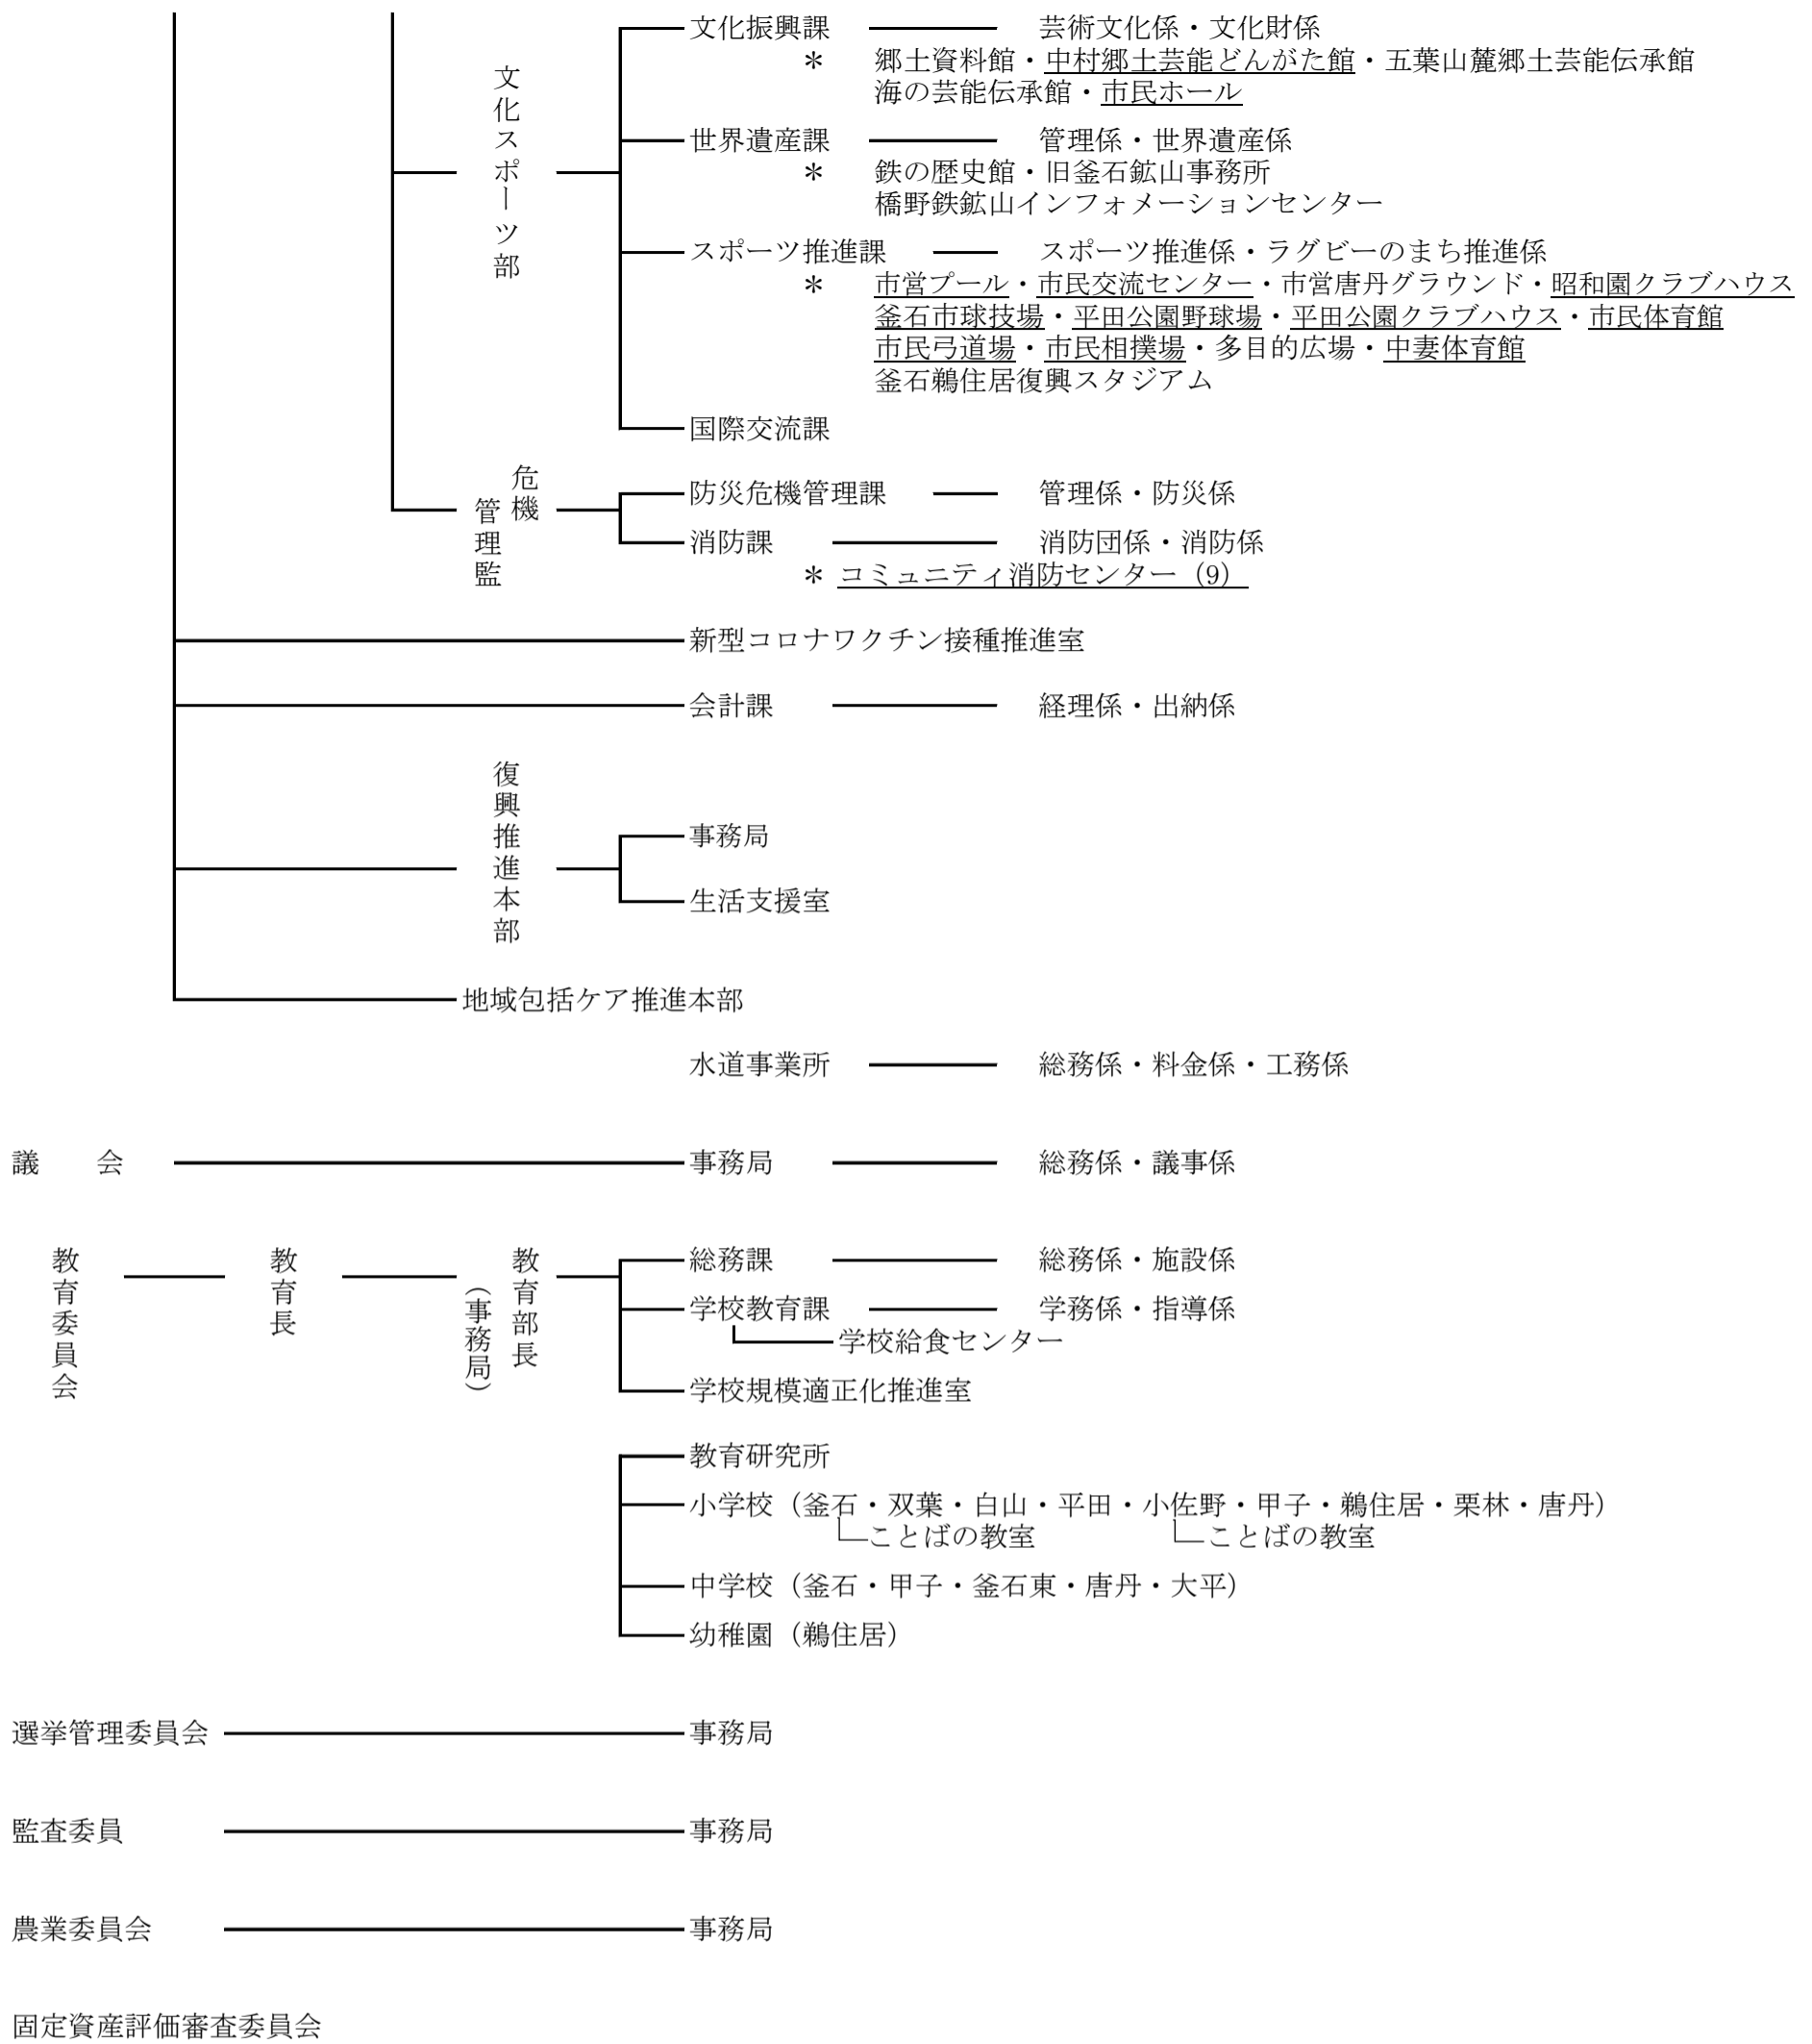 文化スポーツ部
文化振興課 芸術文化係・文化財係
＊ 郷土資料館・中村郷土芸能どんがた館・五葉山麓郷土芸能伝承館
海の芸能伝承館・市民ホール
世界遺産課 管理係・世界遺産係
＊ 鉄の歴史館・旧釜石鉱山事務所
橋野鉄鉱山インフォメーションセンター
スポーツ推進課 スポーツ推進係・ラグビーのまち推進係
＊ 市営プール・市民交流センター・市営唐丹グラウンド・昭和園クラブハウス
釜石市球技場・平田公園野球場・平田公園クラブハウス・市民体育館
市民弓道場・市民相撲場・多目的広場・中妻体育館
釜石鵜住居復興スタジアム
国際交流課
危機
管理監
防災危機管理課 管理係・防災係
消防課 消防団係・消防係
＊ コミュニティ消防センター（9）
新型コロナワクチン接種推進室
会計課 経理係・出納係
復興推進本部
事務局
生活支援室
地域包括ケア推進本部
水道事業所 総務係・料金係・工務係
議　会 事務局 総務係・議事係
教育委員会
教育長
教育部長
（事務局）
総務課 総務係・施設係
学校教育課 学務係・指導係
学校給食センター
学校規模適正化推進室
教育研究所
小学校（釜石・双葉・白山・平田・小佐野・甲子・鵜住居・栗林・唐丹）
ことばの教室 ことばの教室
中学校（釜石・甲子・釜石東・唐丹・大平）
幼稚園（鵜住居）
選挙管理委員会 事務局
監査委員 事務局
農業委員会 事務局
固定資産評価審査委員会